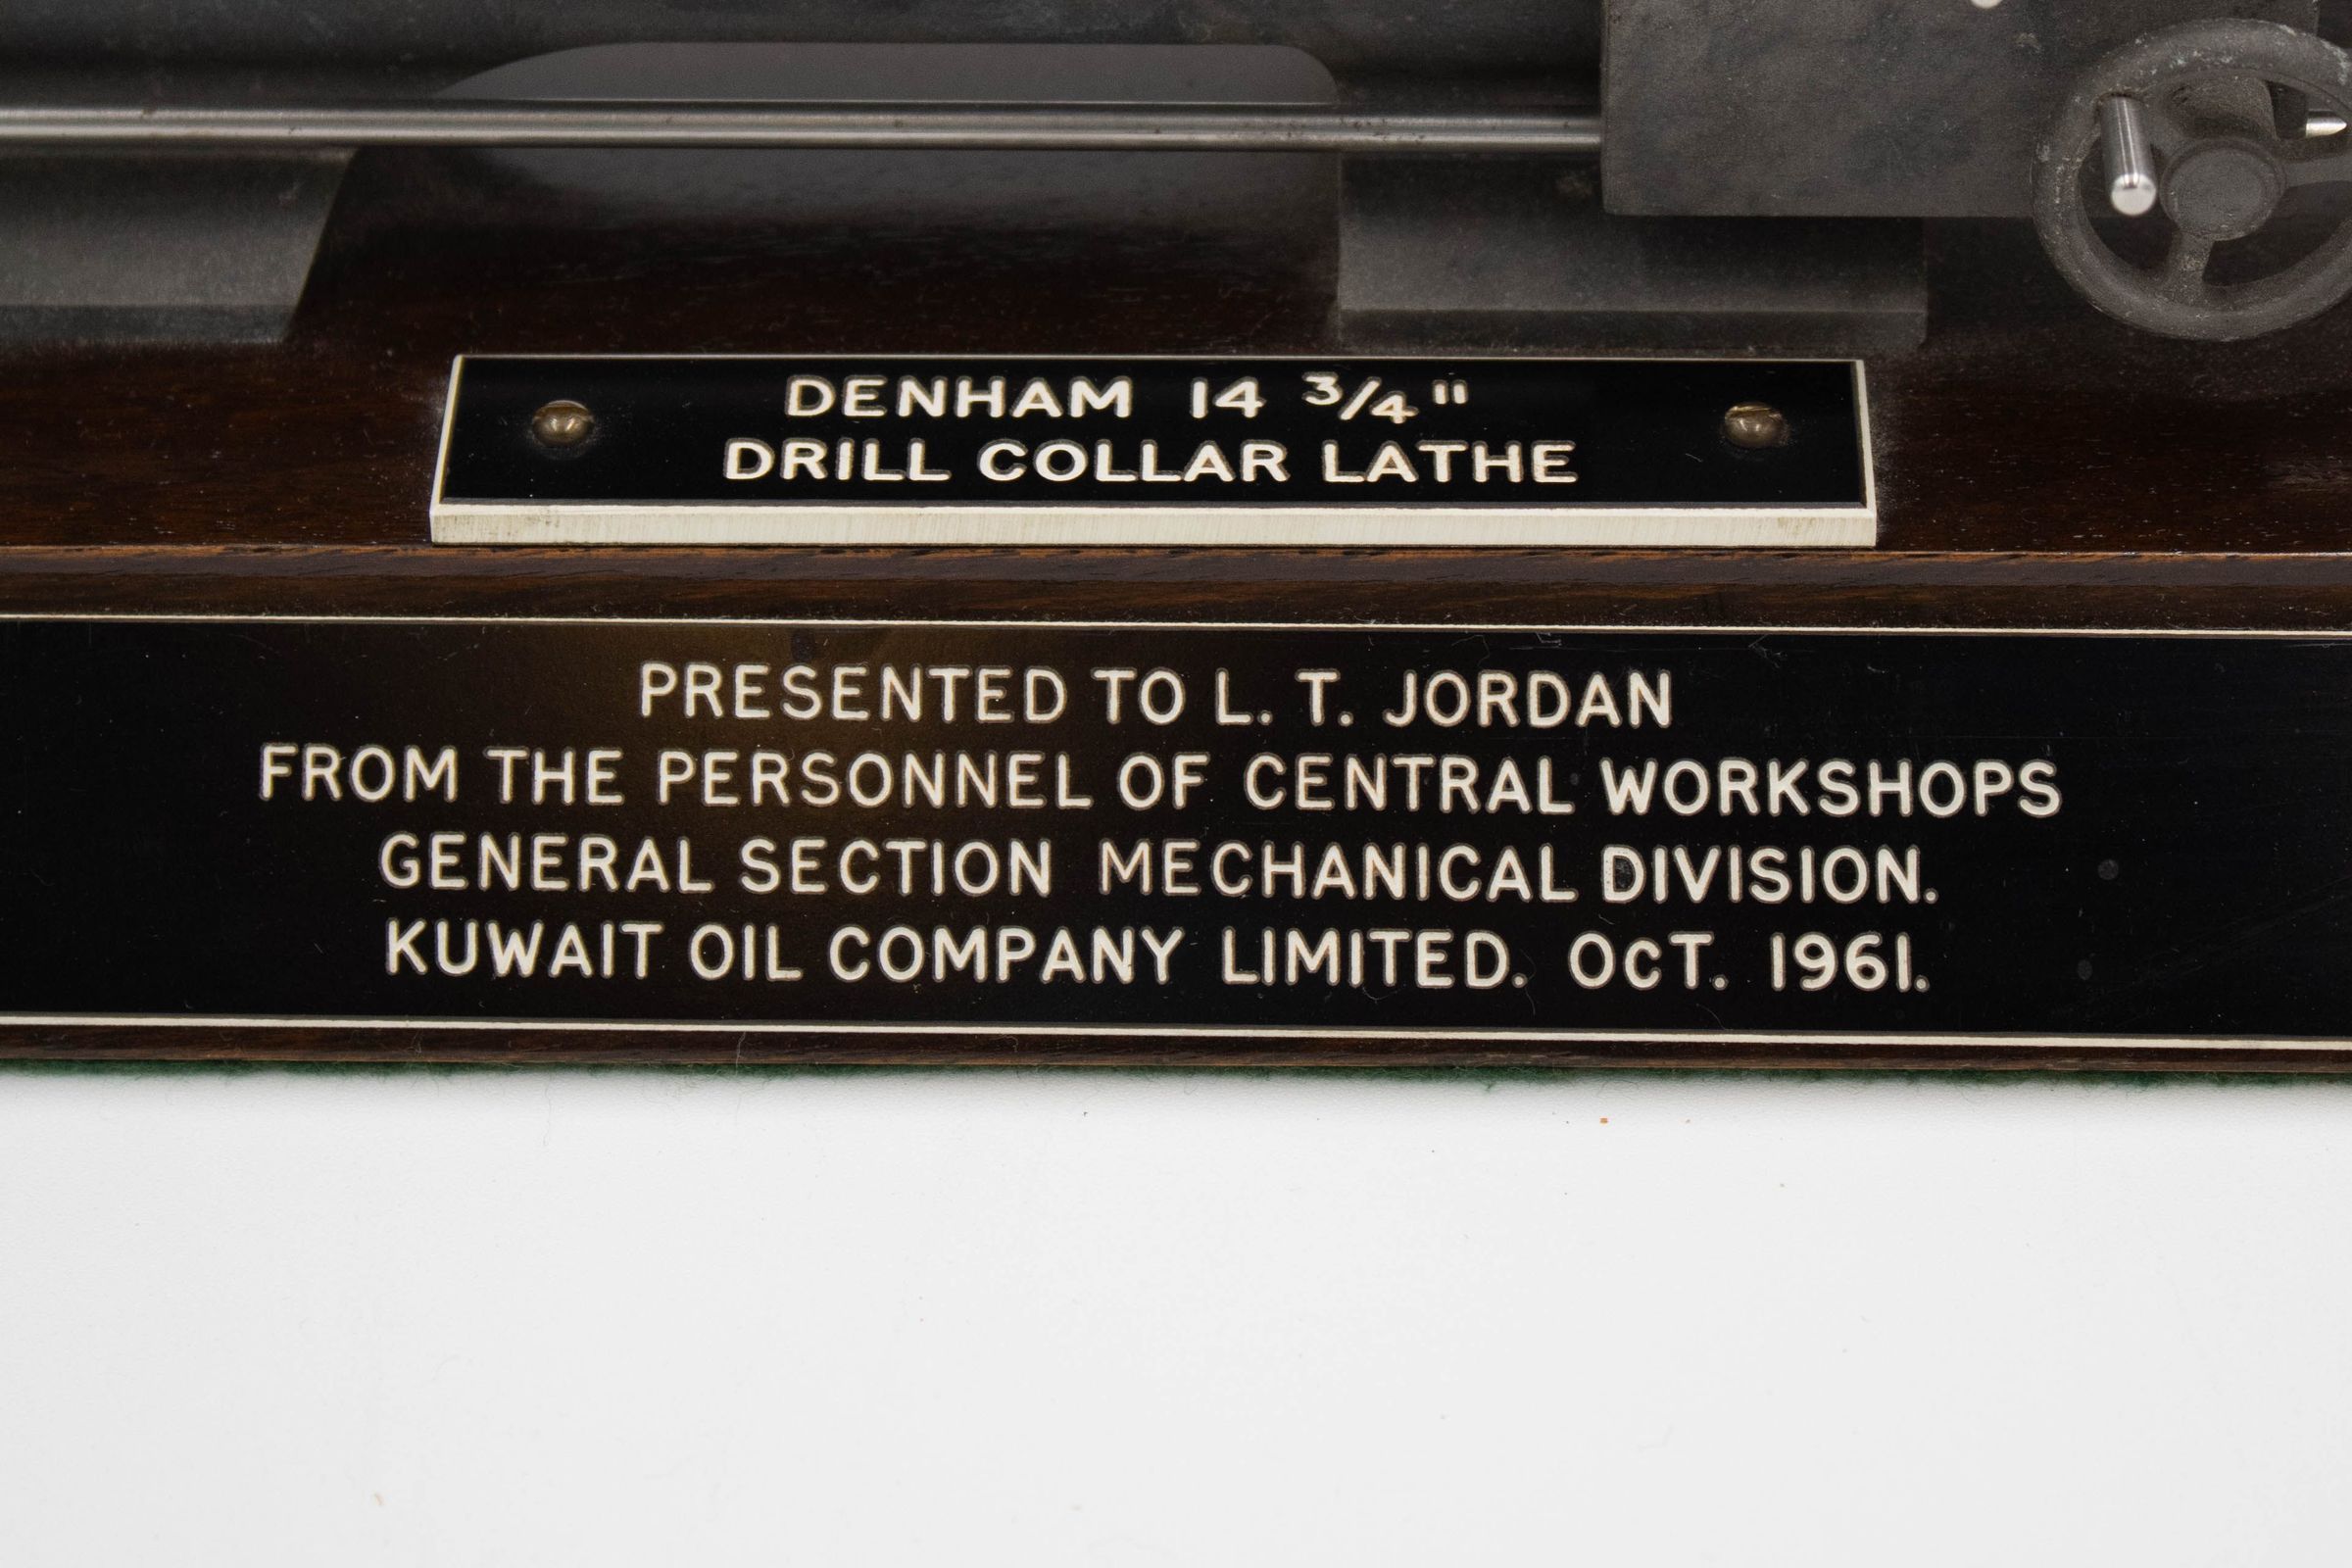 DENHAM 14 3/4"
DRILL COLLAR LATHE
PRESENTED TO L. T. JORDAN
FROM THE PERSONNEL OF CENTRAL WORKSHOPS
GENERAL SECTION MECHANICAL DIVISION.
KUWAIT OIL COMPANY LIMITED. OcT. 1961.